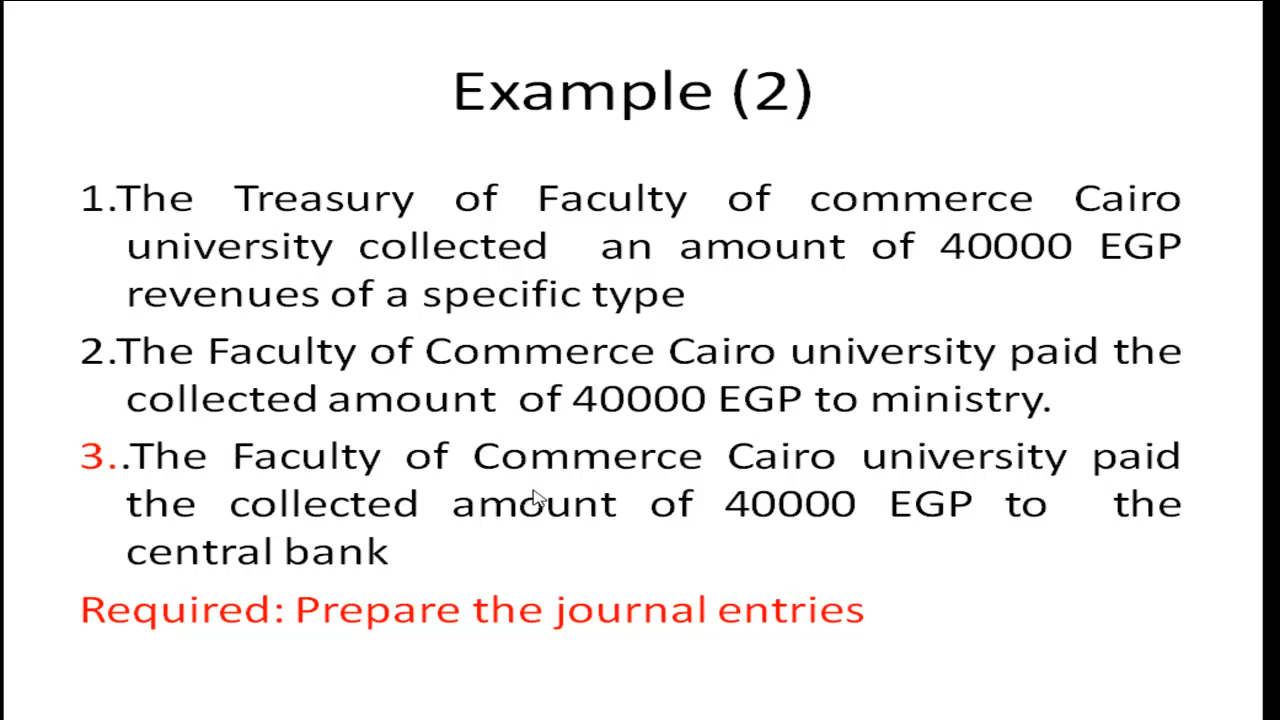 Example (2)
1.The Treasury of Faculty of commerce Cairo
university collected an amount of 40000 EGP
revenues of a specific type
2.The Faculty of Commerce Cairo university paid the
collected amount of 40000 EGP to ministry.
3..The Faculty of Commerce Cairo university paid
the collected amount of 40000 EGP to the
central bank
Required: Prepare the journal entries